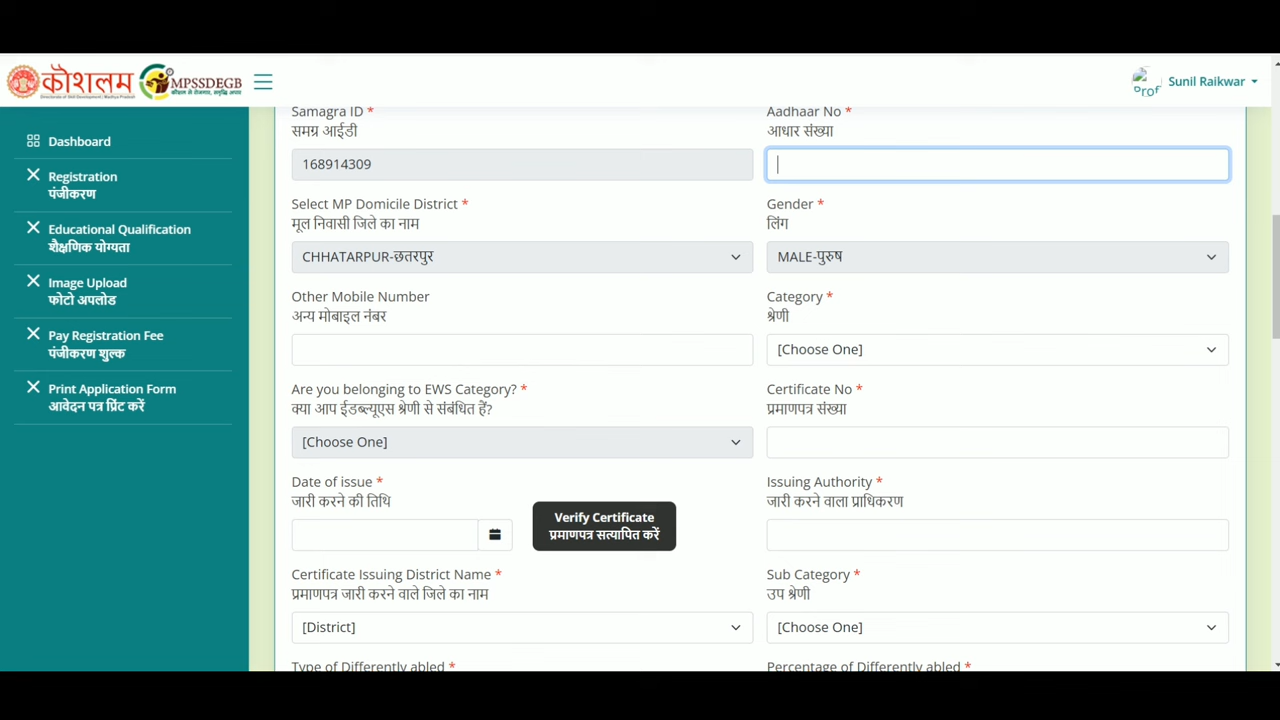 कौशलम
MPSSDEGB
Sunil Raikwar
Dashboard
Registration
पंजीकरण
Educational Qualification
शैक्षणिक योग्यता
Image Upload
फोटो अपलोड
Pay Registration Fee
पंजीकरण शुल्क
Print Application Form
आवेदन पत्र प्रिंट करें
Samagra ID *
समग्र आईडी
168914309
Aadhaar No *
आधार संख्या
Select MP Domicile District *
मूल निवासी जिले का नाम
CHHATARPUR-छतरपुर
Gender *
लिंग
MALE-पुरुष
Other Mobile Number
अन्य मोबाइल नंबर
Category *
श्रेणी
[Choose One]
Are you belonging to EWS Category? *
क्या आप ईडब्ल्यूएस श्रेणी से संबंधित हैं?
[Choose One]
Certificate No *
प्रमाणपत्र संख्या
Date of issue *
जारी करने की तिथि
Verify Certificate
प्रमाणपत्र सत्यापित करें
Issuing Authority *
जारी करने वाला प्राधिकरण
Certificate Issuing District Name *
प्रमाणपत्र जारी करने वाले जिले का नाम
[District]
Sub Category *
उप श्रेणी
[Choose One]
Type of Differently abled *
Percentage of Differently abled *